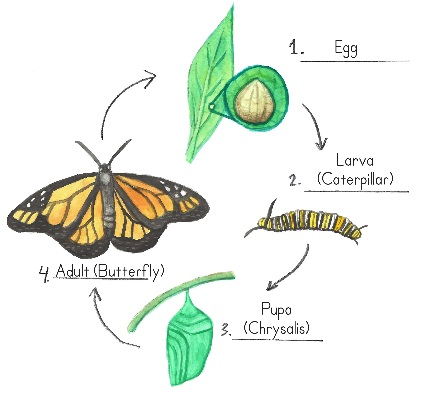 1. Egg
Larva
2. (Caterpillar)
Pupa
3. (Chrysalis)
4. Adult (Butterfly)